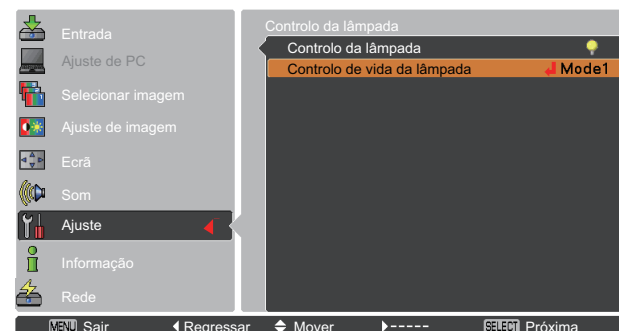 Entrada
Ajuste de PC
Selecionar imagem
Ajuste de imagem
Ecrã
Som
Ajuste
Informação
Rede
Controlo da lâmpada
Controlo da lâmpada
Controlo de vida da lâmpada Mode1
MENU Sair Regressar Mover ----- SELECT Próxima